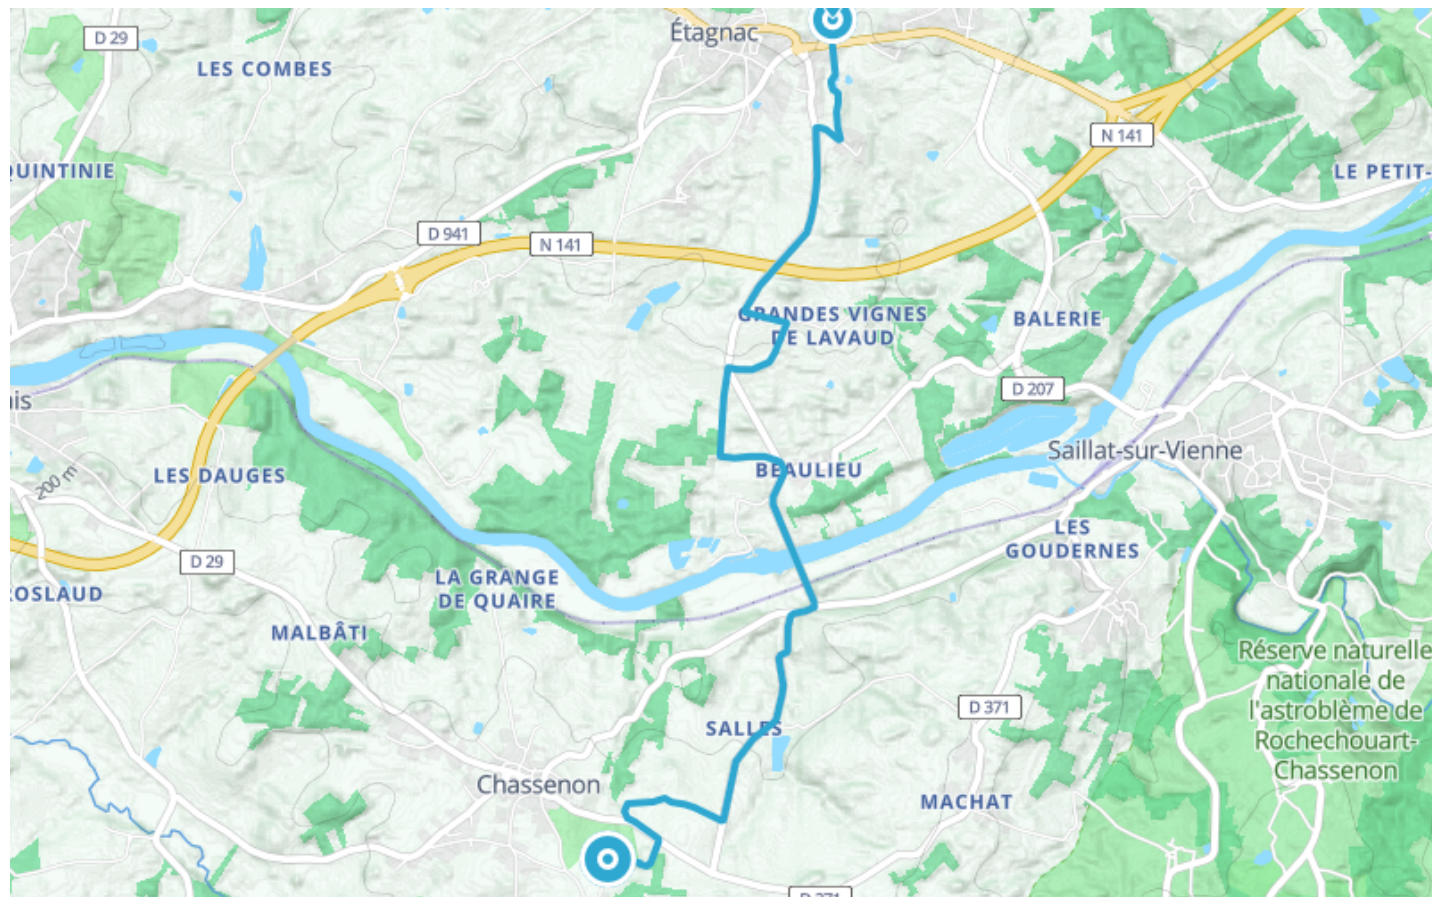 Étagnac
D 29
LES COMBES
N 141
UINTINIE
LE PETIT-
D 941
N 141
GRANDES VIGNES
DE LAVAUD
BALERIE
D 207
is
Saillat-sur-Vienne
BEAULIEU
LES DAUGES
200 m
LES
GOUDERNES
D 29
LA GRANGE
DE QUAIRE
OSLAUD
MALBÂTI
Réserve naturelle
nationale de
l'astroblème de
Rochechouart-
Chassenon
D 371
SALLES
Chassenon
MACHAT
D 371